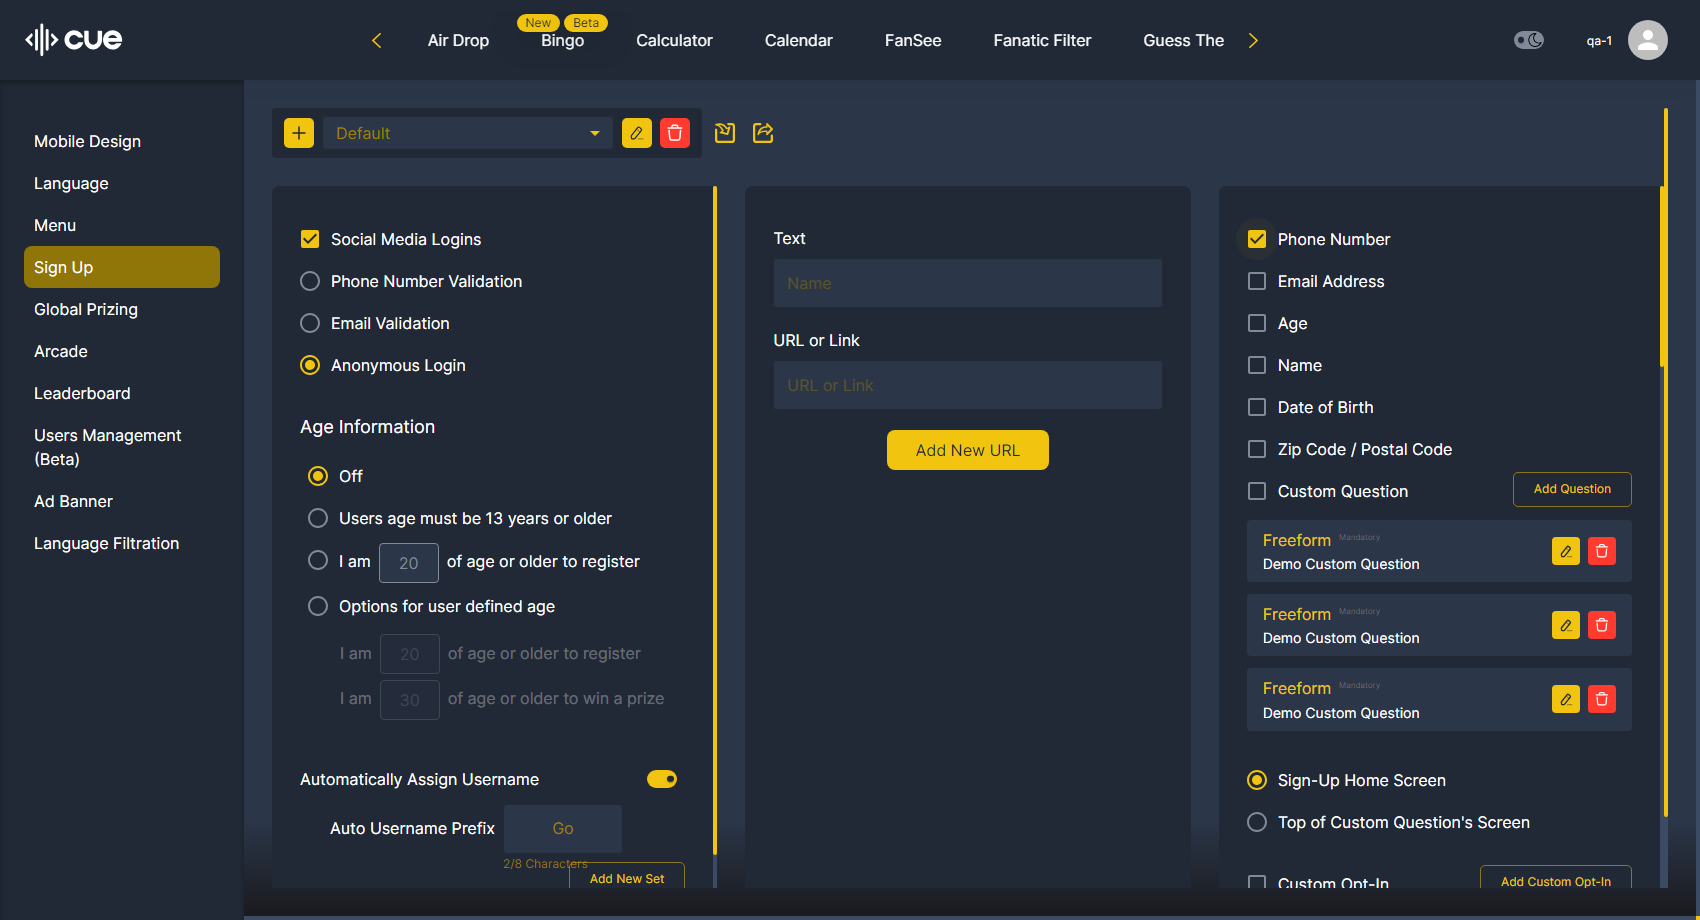 cue
Air Drop
New
Beta
Bingo
Calculator
Calendar
FanSee
Fanatic Filter
Guess The
qa-1
Mobile Design
Language
Menu
Sign Up
Global Prizing
Arcade
Leaderboard
Users Management
(Beta)
Ad Banner
Language Filtration
Default
Social Media Logins
Phone Number Validation
Email Validation
Anonymous Login
Age Information
Off
Users age must be 13 years or older
I am 20 of age or older to register
Options for user defined age
I am 20 of age or older to register
I am 30 of age or older to win a prize
Automatically Assign Username
Auto Username Prefix Go
2/8 Characters
Add New Set
Text
Name
URL or Link
URL or Link
Add New URL
Phone Number
Email Address
Age
Name
Date of Birth
Zip Code / Postal Code
Custom Question
Add Question
Freeform Mandatory
Demo Custom Question
Freeform Mandatory
Demo Custom Question
Freeform Mandatory
Demo Custom Question
Sign-Up Home Screen
Top of Custom Question's Screen
Custom Opt-In
Add Custom Opt-In